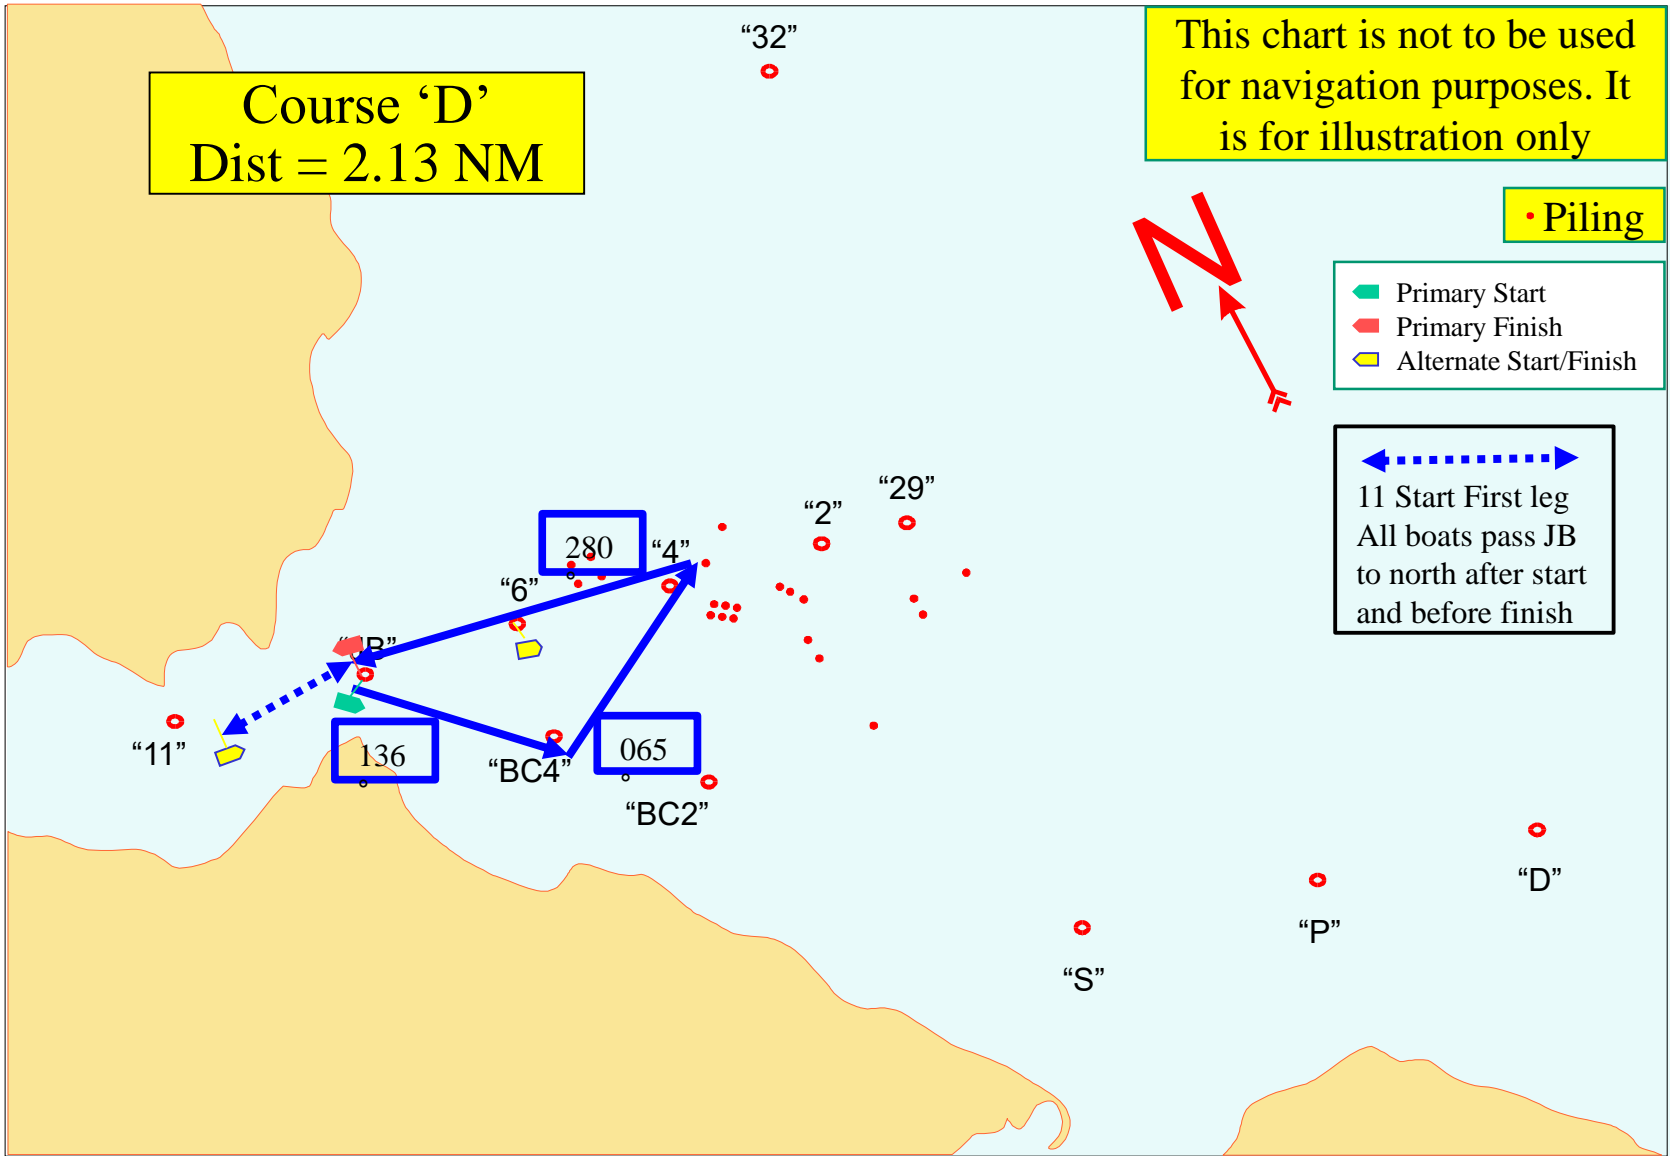 “32”
This chart is not to be used
for navigation purposes. It
is for illustration only
Course ‘D’
Dist = 2.13 NM
N
Piling
Primary Start
Primary Finish
Alternate Start/Finish
11 Start First leg
All boats pass JB
to north after start
and before finish
“29”
“2”
280
“4”
“6”
JB”
“11”
136
“BC4”
065
“BC2”
“D”
“P”
“S”